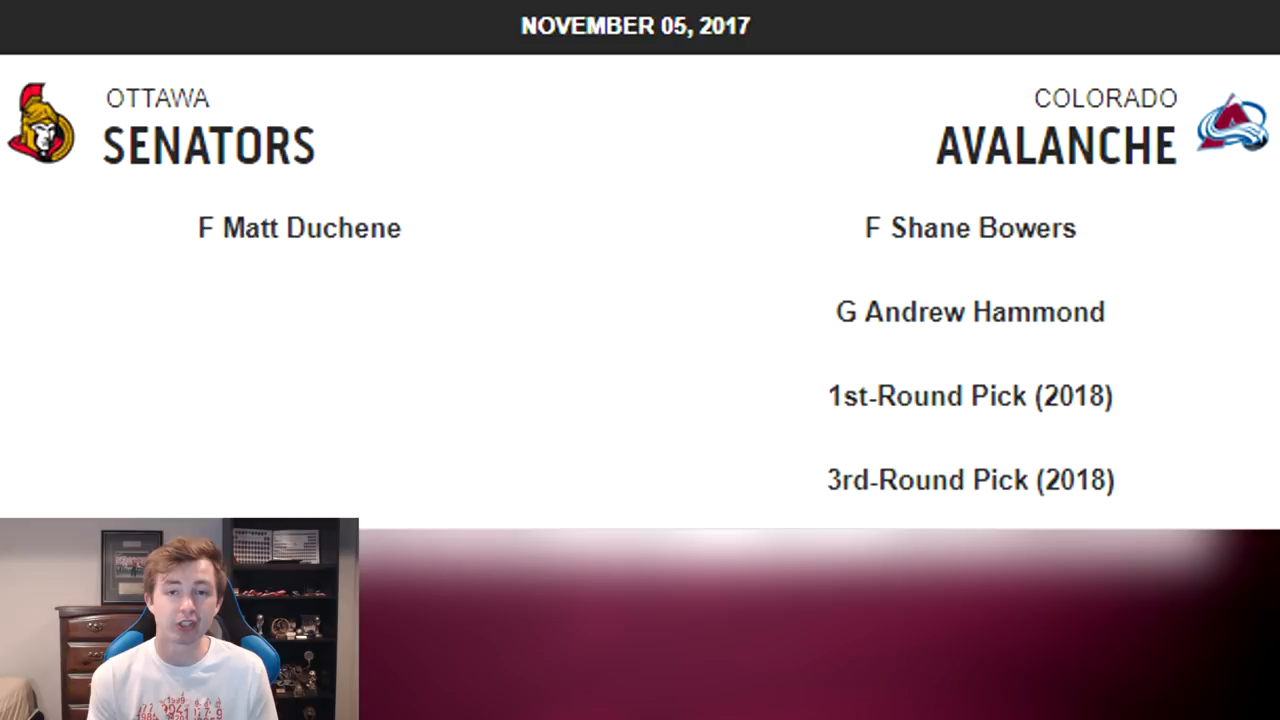 NOVEMBER 05, 2017
OTTAWA
SENATORS
COLORADO
AVALANCHE
F Matt Duchene
F Shane Bowers
G Andrew Hammond
1st-Round Pick (2018)
3rd-Round Pick (2018)